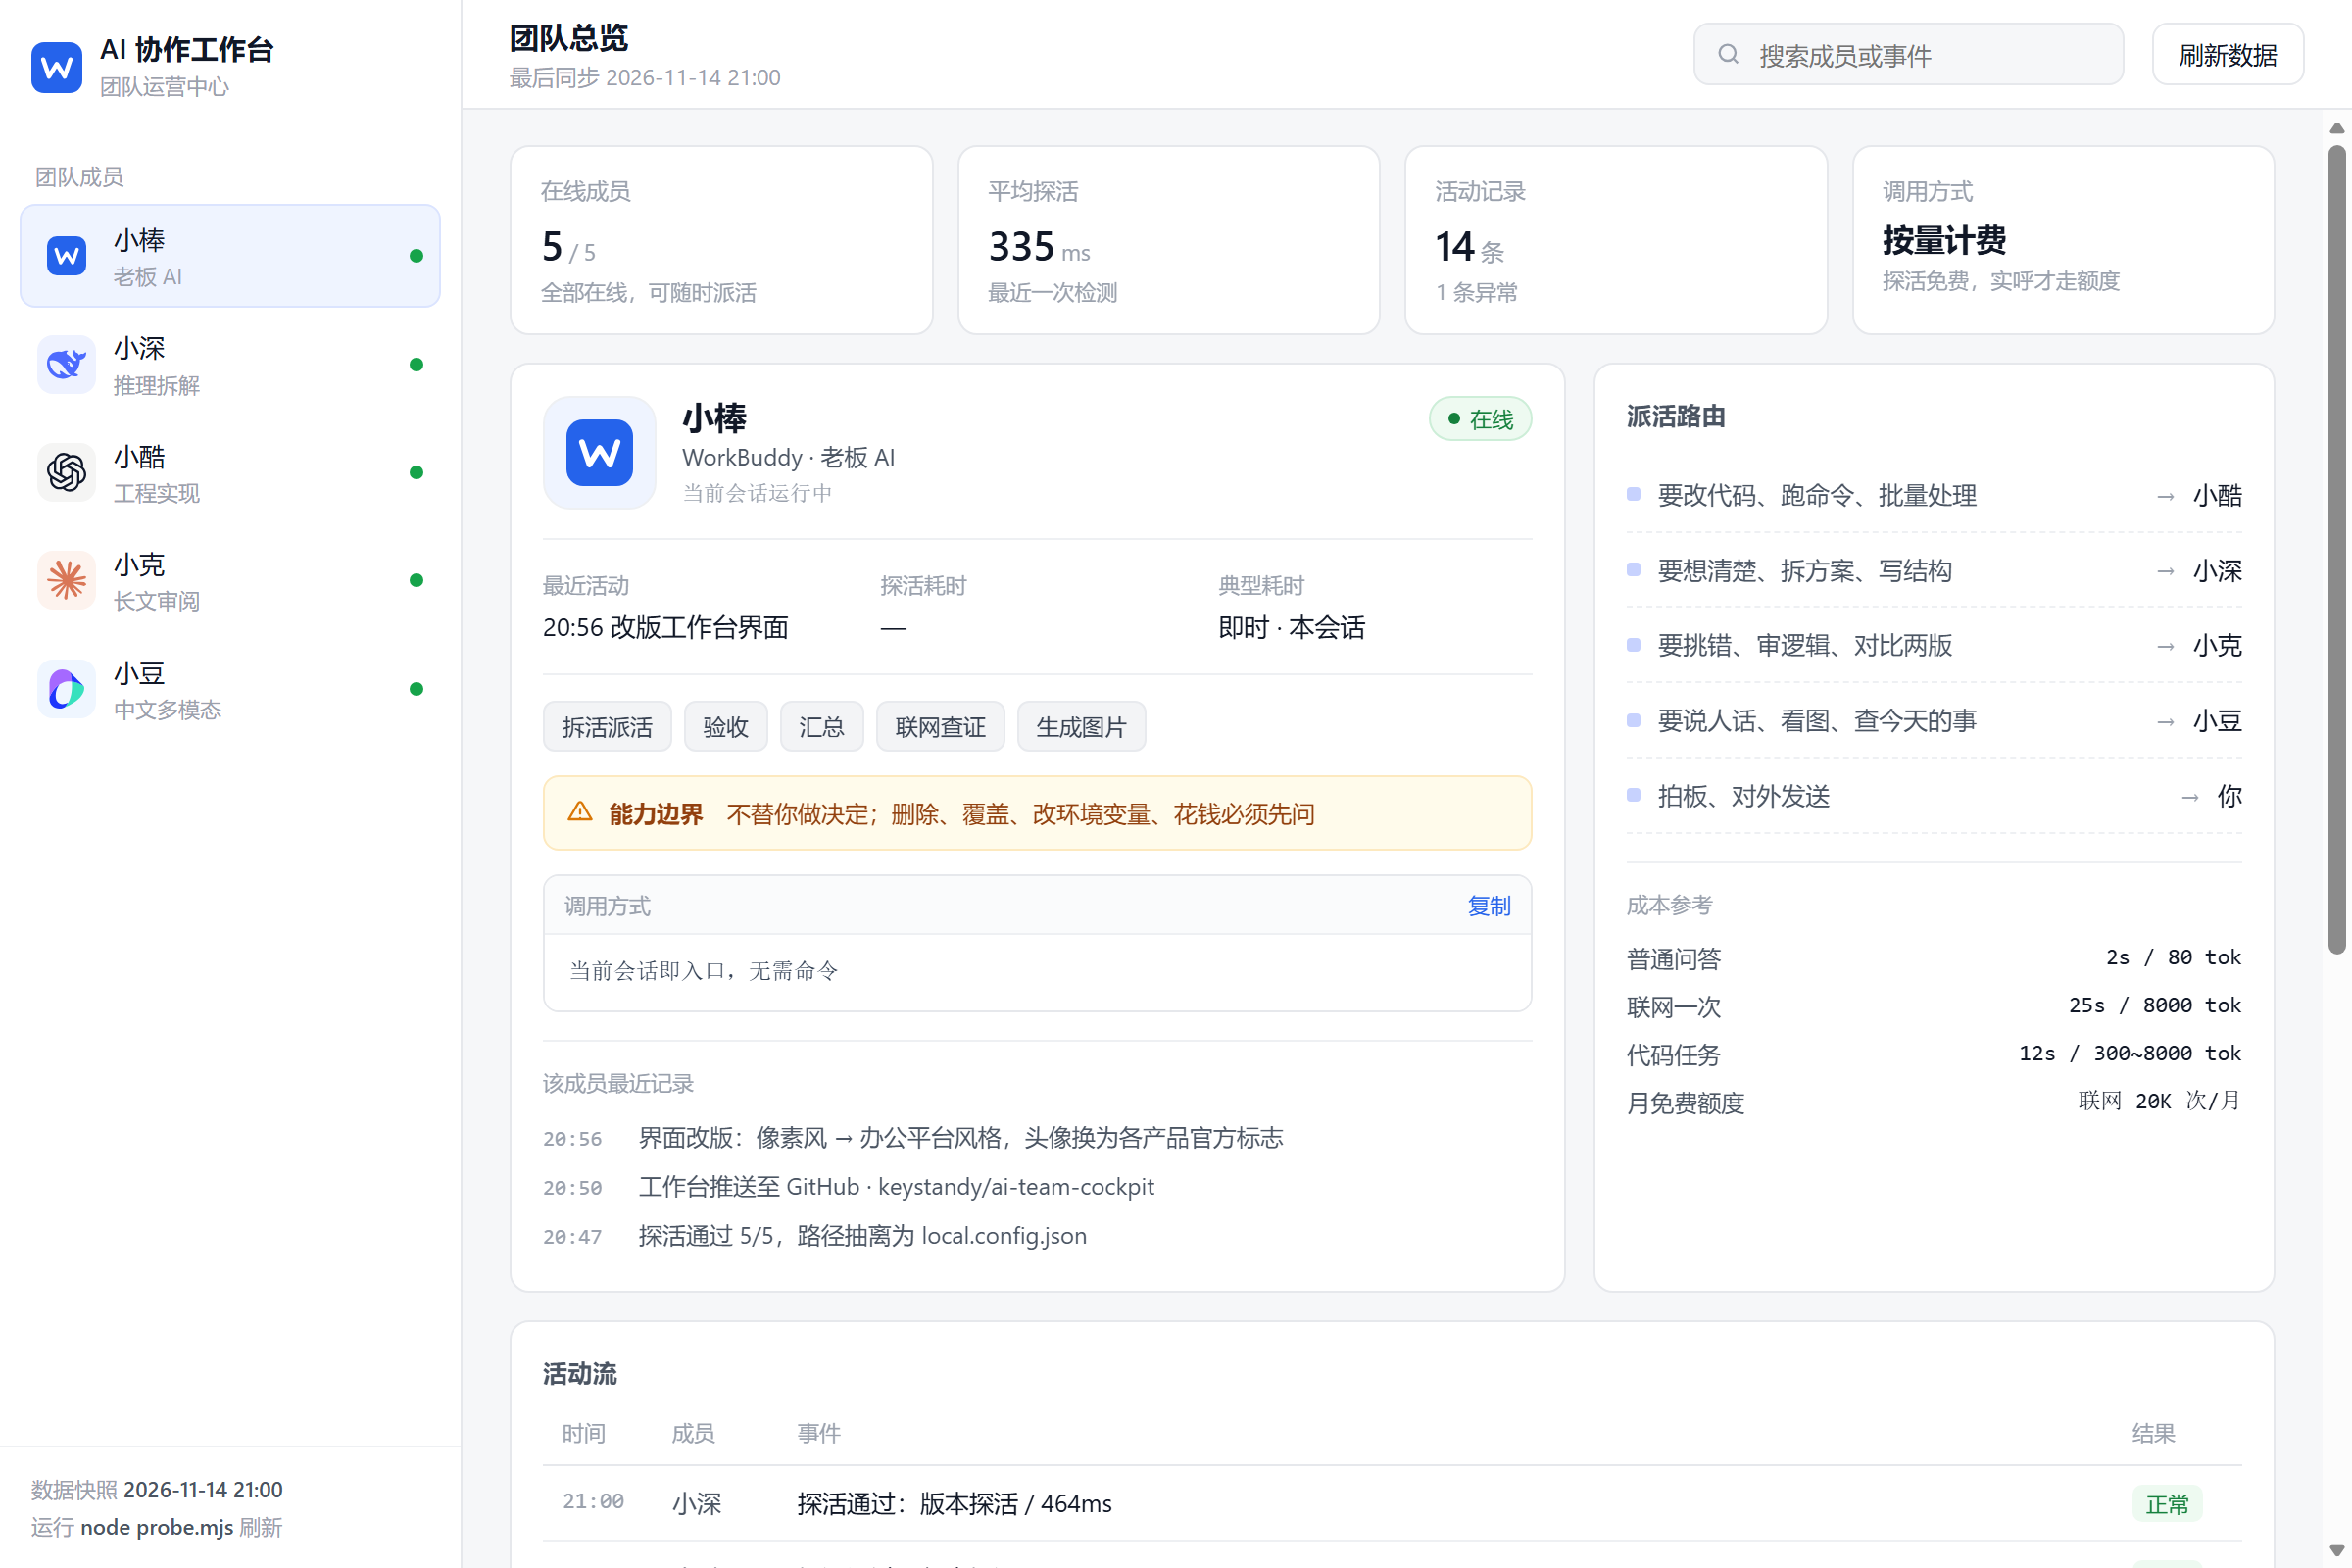 AI 协作工作台
团队运营中心
团队成员
小棒
老板 AI
小深
推理拆解
小酷
工程实现
小克
长文审阅
小豆
中文多模态
数据快照 2026-11-14 21:00
运行 node probe.mjs 刷新
团队总览
最后同步 2026-11-14 21:00
搜索成员或事件
刷新数据
在线成员
5 / 5
全部在线，可随时派活
平均探活
335 ms
最近一次检测
活动记录
14 条
1 条异常
调用方式
按量计费
探活免费，实呼才走额度
小棒
WorkBuddy · 老板 AI
当前会话运行中
在线
最近活动
20:56 改版工作台界面
探活耗时
—
典型耗时
即时 · 本会话
拆活派活
验收
汇总
联网查证
生成图片
能力边界 不替你做决定；删除、覆盖、改环境变量、花钱必须先问
调用方式
复制
当前会话即入口，无需命令
该成员最近记录
20:56 界面改版：像素风 → 办公平台风格，头像换为各产品官方标志
20:50 工作台推送至 GitHub · keystandy/ai-team-cockpit
20:47 探活通过 5/5，路径抽离为 local.config.json
派活路由
要改代码、跑命令、批量处理 → 小酷
要想清楚、拆方案、写结构 → 小深
要挑错、审逻辑、对比两版 → 小克
要说人话、看图、查今天的事 → 小豆
拍板、对外发送 → 你
成本参考
普通问答 2s / 80 tok
联网一次 25s / 8000 tok
代码任务 12s / 300~8000 tok
月免费额度 联网 20K 次/月
活动流
时间 成员 事件 结果
21:00 小深 探活通过：版本探活 / 464ms 正常